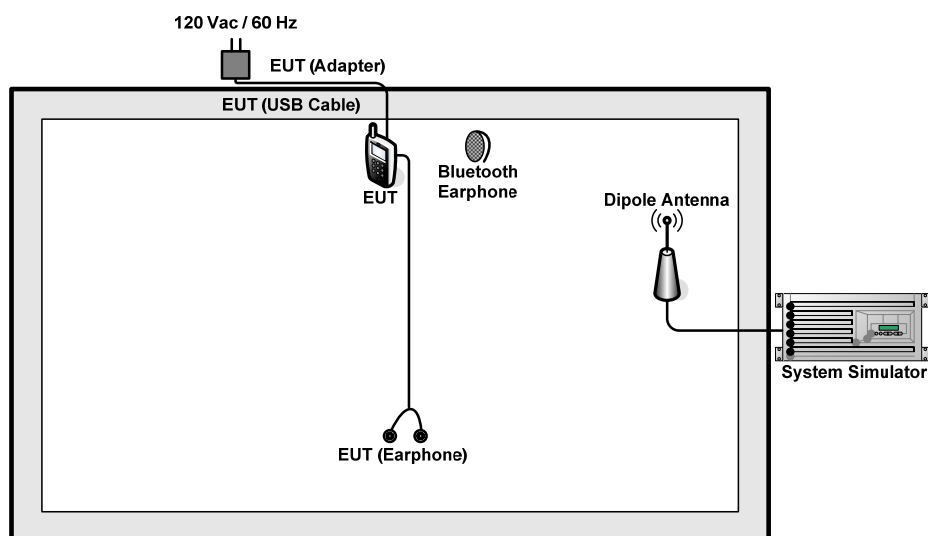 120 Vac / 60 Hz
EUT (Adapter)
EUT (USB Cable)
EUT
Bluetooth
Earphone
Dipole Antenna
System Simulator
EUT (Earphone)